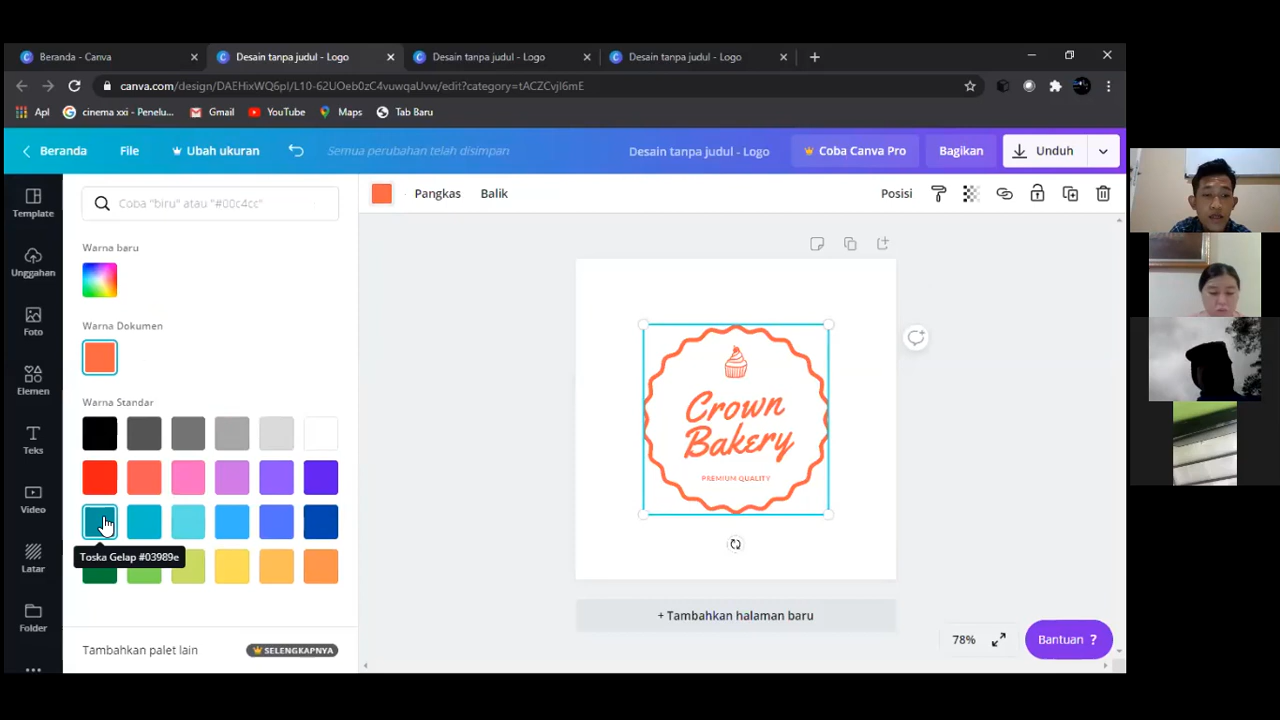 Beranda - Canva
Desain tanpa judul - Logo
Desain tanpa judul - Logo
Desain tanpa judul - Logo
canva.com/design/DAEHixWQ6pI/L10-62UOeb0zC4vuwqaUvw/edit?category=tACZCvjI6mE
Apl
cinema xxi - Penelu...
Gmail
YouTube
Maps
Tab Baru
Beranda
File
Ubah ukuran
Semua perubahan telah disimpan
Desain tanpa judul - Logo
Coba Canva Pro
Bagikan
Unduh
Template
Unggahan
Foto
Elemen
Teks
Video
Latar
Folder
Coba "biru" atau "#00c4cc"
Warna baru
Warna Dokumen
Warna Standar
Toska Gelap #03989e
Tambahkan palet lain
SELENGKAPNYA
Pangkas
Balik
Posisi
Crown
Bakery
PREMIUM QUALITY
+ Tambahkan halaman baru
78%
Bantuan ?